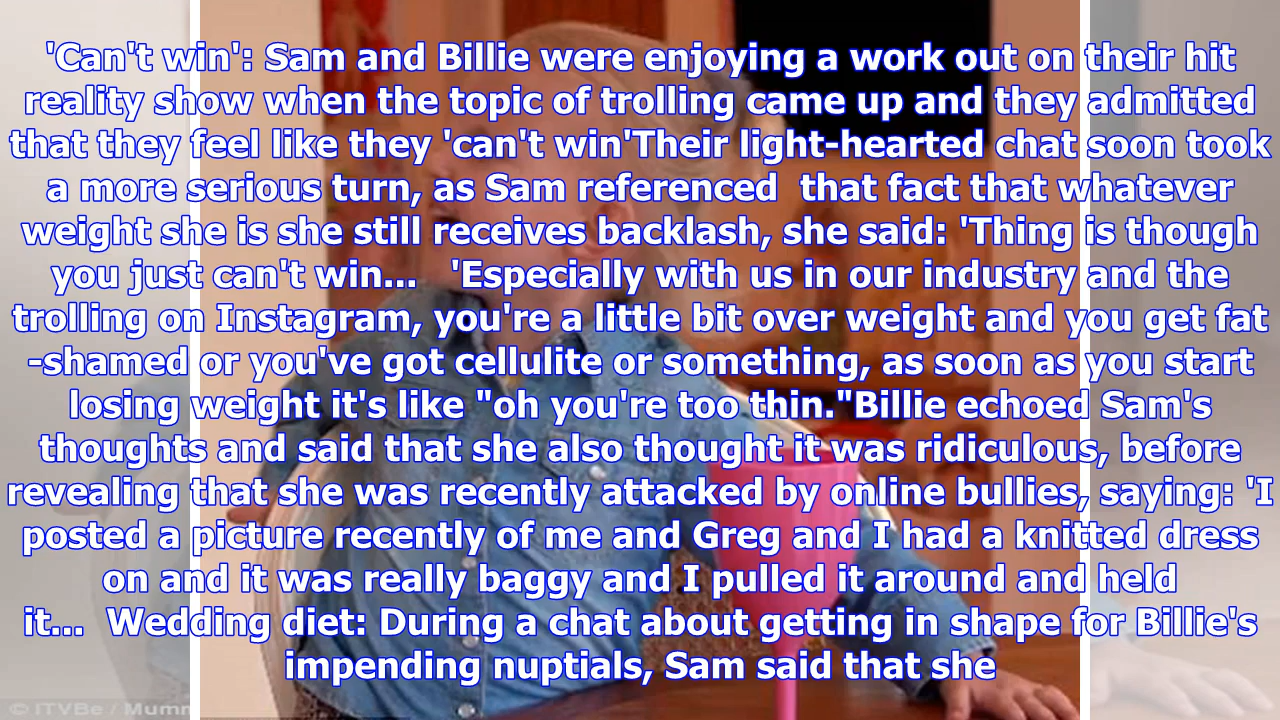 'Can't win': Sam and Billie were enjoying a work out on their hit
reality show when the topic of trolling came up and they admitted
that they feel like they 'can't win'Their light-hearted chat soon took
a more serious turn, as Sam referenced  that fact that whatever
weight she is she still receives backlash, she said: 'Thing is though
you just can't win...   'Especially with us in our industry and the
trolling on Instagram, you're a little bit over weight and you get fat
-shamed or you've got cellulite or something, as soon as you start
losing weight it's like "oh you're too thin."Billie echoed Sam's
thoughts and said that she also thought it was ridiculous, before
revealing that she was recently attacked by online bullies, saying: 'I
posted a picture recently of me and Greg and I had a knitted dress
on and it was really baggy and I pulled it around and held
it...  Wedding diet: During a chat about getting in shape for Billie's
impending nuptials, Sam said that she
© ITVBe / Mumm